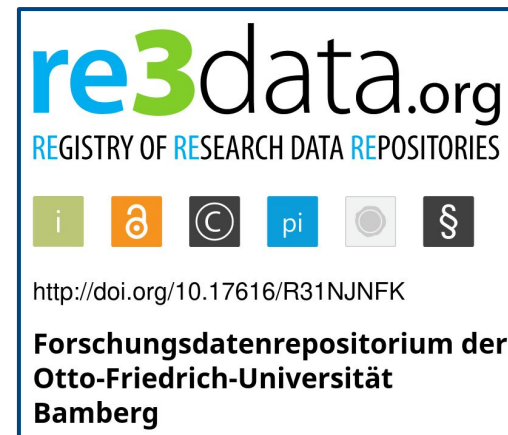 re3data.org
REGISTRY OF RESEARCH DATA REPOSITORIES
i © pi §
http://doi.org/10.17616/R31NJNFK
Forschungsdatenrepositorium der
Otto-Friedrich-Universität
Bamberg